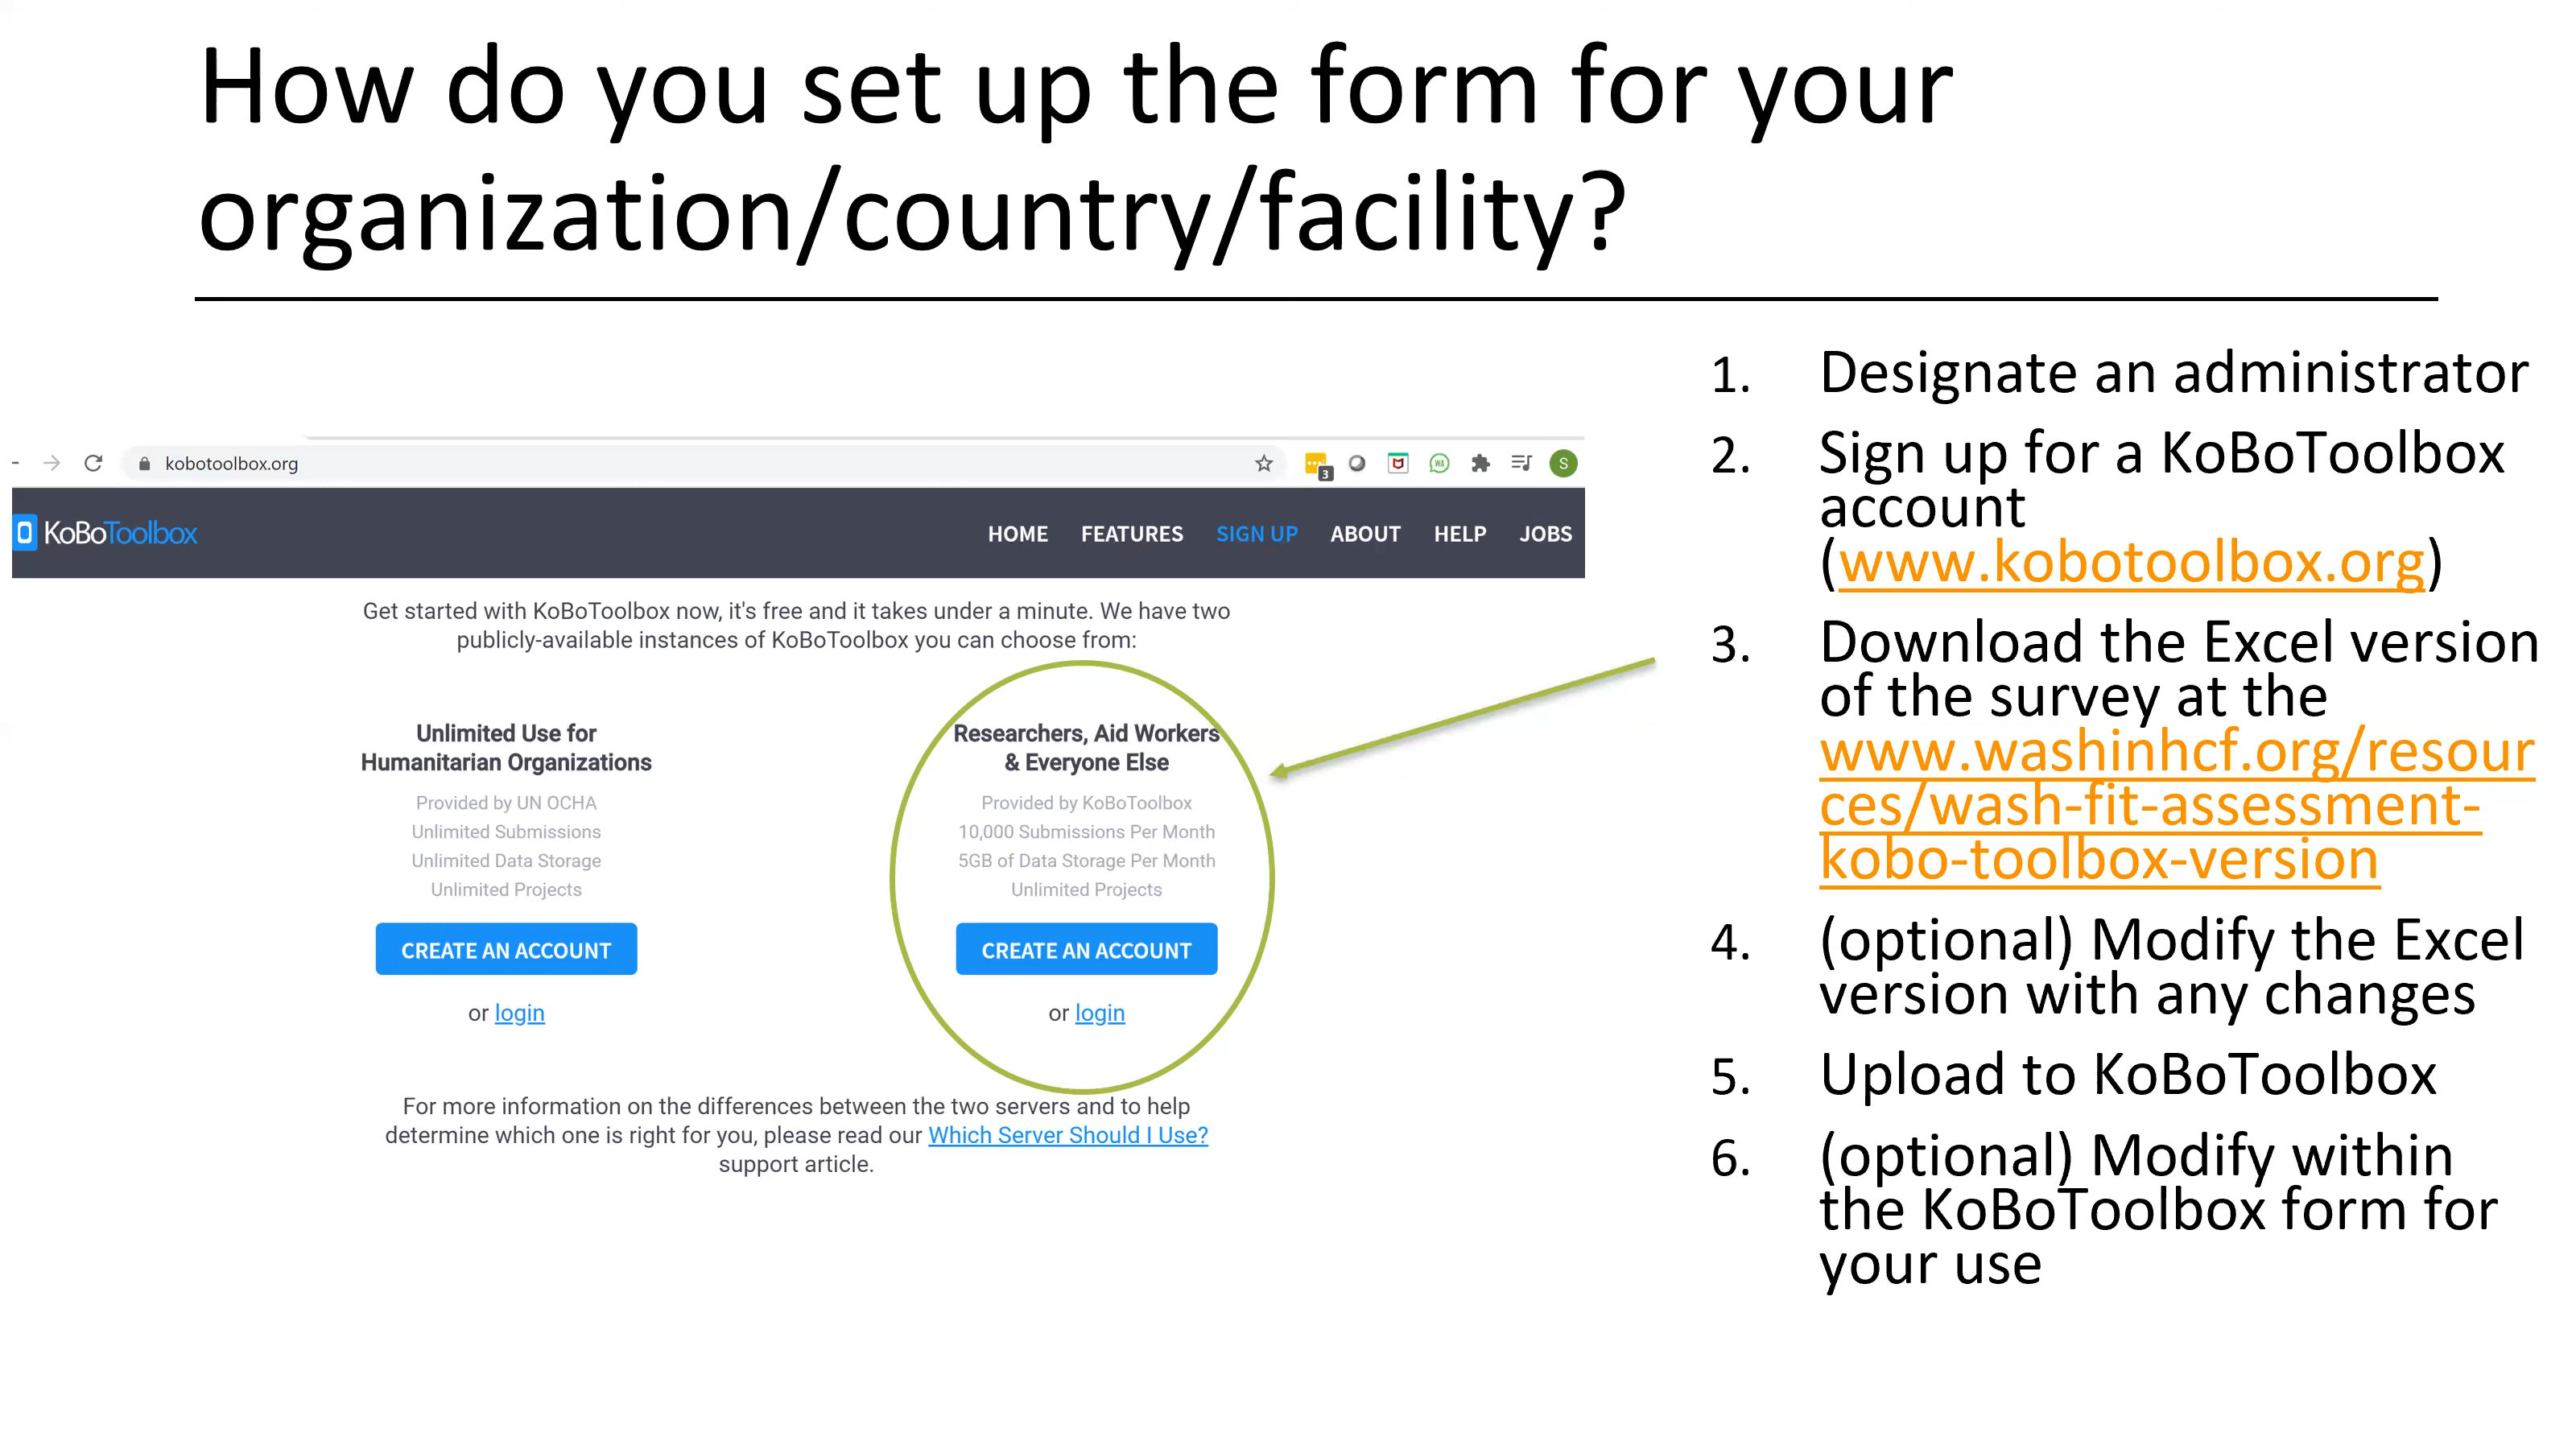 How do you set up the form for your
organization/country/facility?
kobotoolbox.org
3
WA
S
KoBoToolbox
HOME FEATURES SIGN UP ABOUT HELP JOBS
Get started with KoBoToolbox now, it's free and it takes under a minute. We have two
publicly-available instances of KoBoToolbox you can choose from:
Unlimited Use for
Humanitarian Organizations
Provided by UN OCHA
Unlimited Submissions
Unlimited Data Storage
Unlimited Projects
CREATE AN ACCOUNT
or login
Researchers, Aid Workers
& Everyone Else
Provided by KoBoToolbox
10,000 Submissions Per Month
5GB of Data Storage Per Month
Unlimited Projects
CREATE AN ACCOUNT
or login
For more information on the differences between the two servers and to help
determine which one is right for you, please read our Which Server Should I Use?
support article.
1. Designate an administrator
2. Sign up for a KoBoToolbox
account
(www.kobotoolbox.org)
3. Download the Excel version
of the survey at the
www.washinhcf.org/resour
ces/wash-fit-assessment-
kobo-toolbox-version
4. (optional) Modify the Excel
version with any changes
5. Upload to KoBoToolbox
6. (optional) Modify within
the KoBoToolbox form for
your use